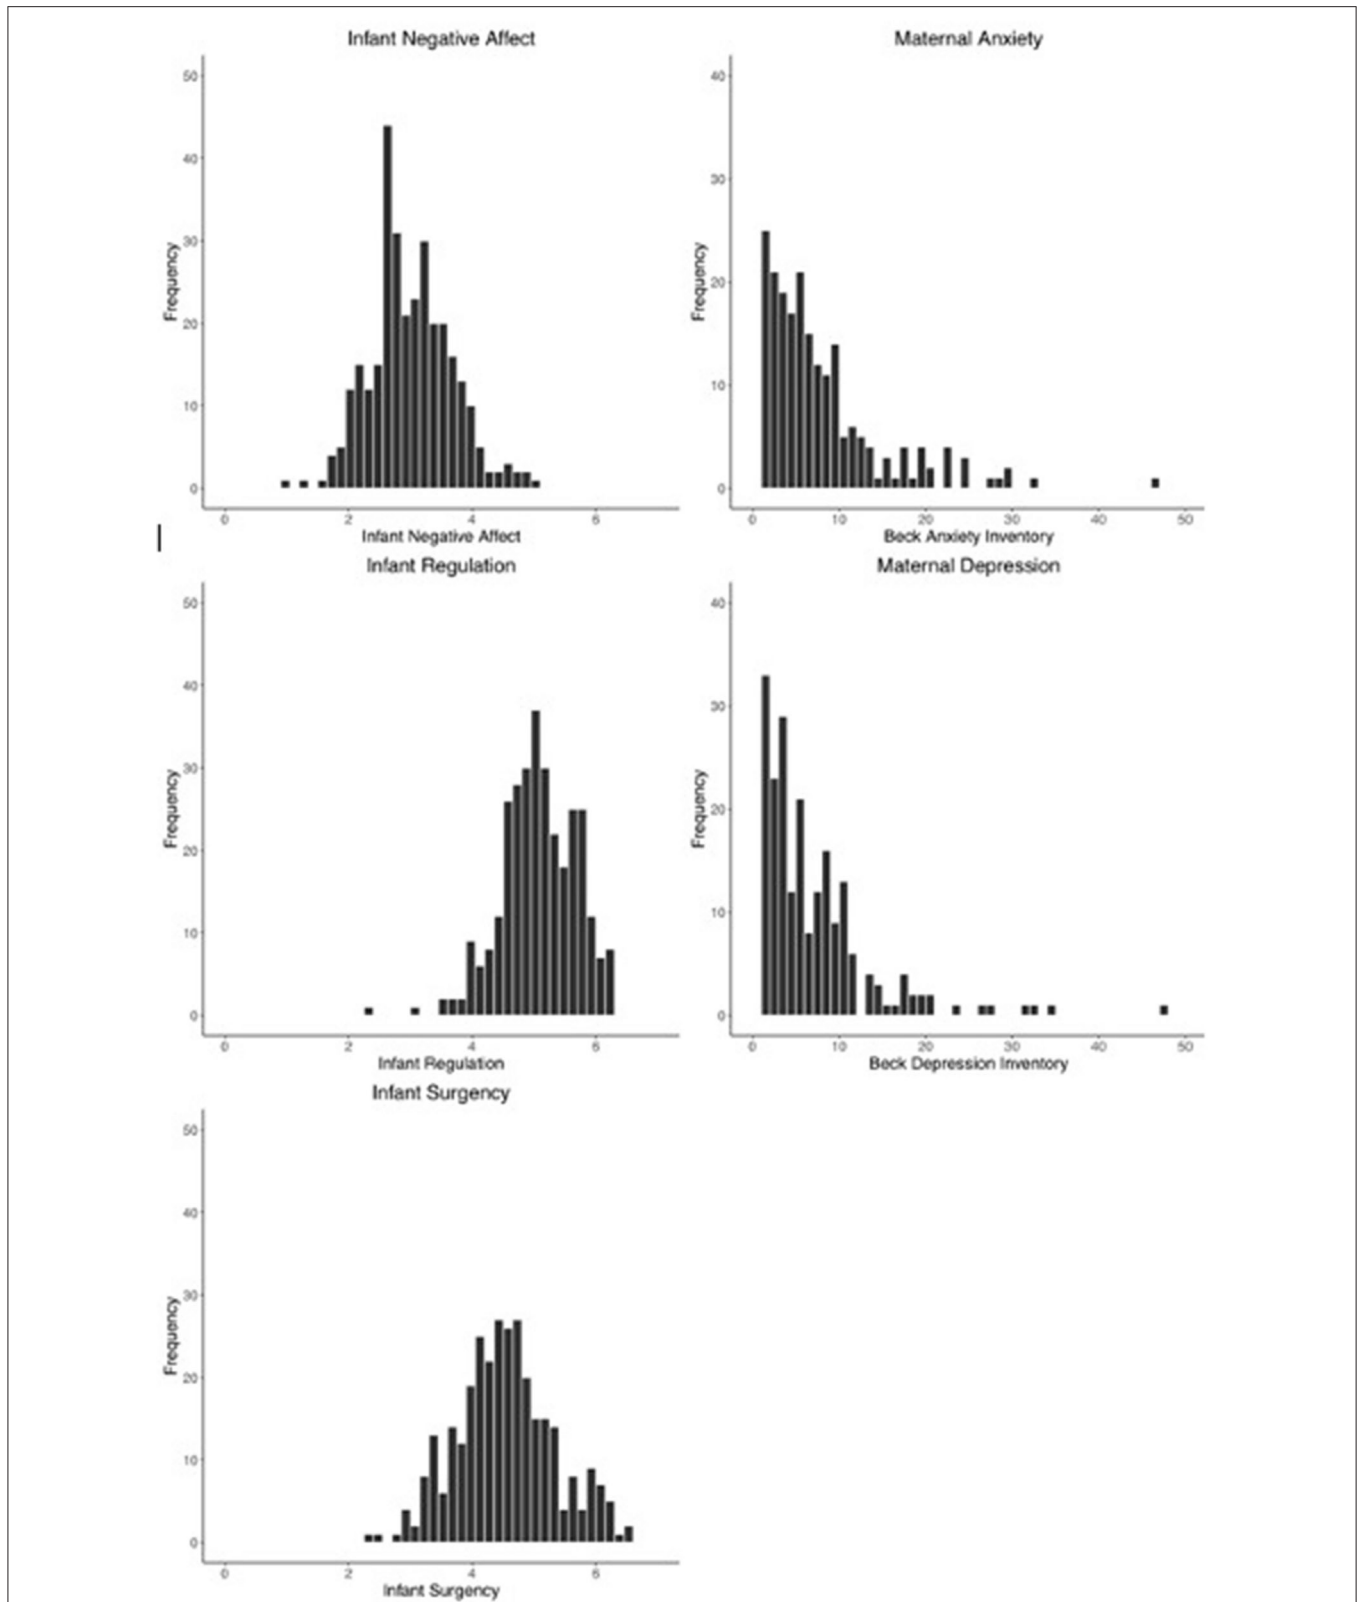 Infant Negative Affect
Frequency
50
40
30
20
10
0
0 2 4 6
Infant Negative Affect
Maternal Anxiety
Frequency
40
30
20
10
0
0 10 20 30 40 50
Beck Anxiety Inventory
Infant Regulation
Frequency
50
40
30
20
10
0
0 2 4 6
Infant Regulation
Maternal Depression
Frequency
40
30
20
10
0
0 10 20 30 40 50
Beck Depression Inventory
Infant Surgency
Frequency
50
40
30
20
10
0
0 2 4 6
Infant Surgency